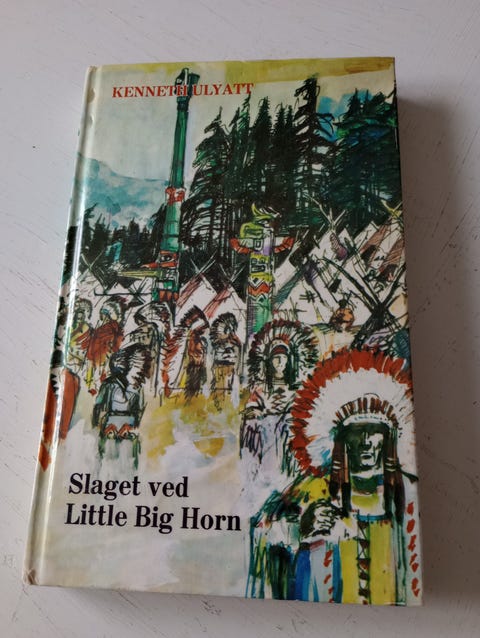 KENNETH ULYATT
Slaget ved
Little Big Horn